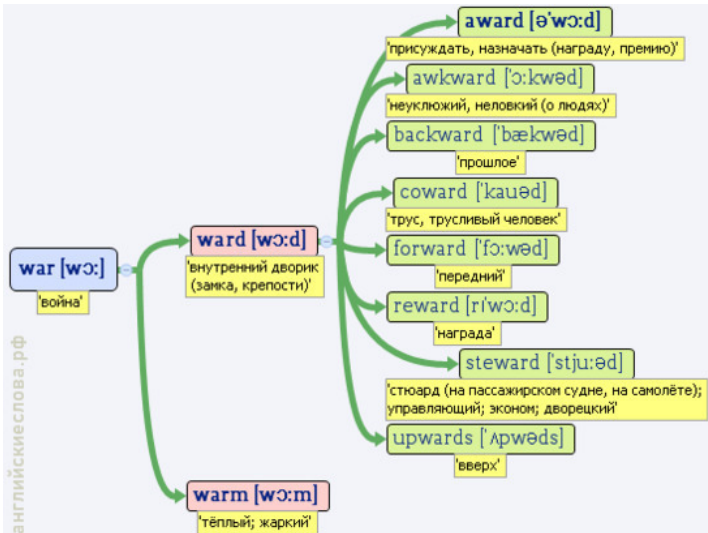 award [ə'wɔ:d]
'присуждать, назначать (награду, премию)'
awkward ['ɔ:kwəd]
'неуклюжий, неловкий (о людях)'
backward ['bækwəd]
'прошлое'
coward ['kauəd]
'трус, трусливый человек'
ward [wɔ:d]
'внутренний дворик
(замка, крепости)'
forward ['fɔ:wəd]
'передний'
war [wɔ:]
'война'
reward [rɪ'wɔ:d]
'награда'
steward ['stju:əd]
'стюард (на пассажирском судне, на самолёте);
управляющий; эконом; дворецкий'
upwards ['ʌpwəds]
'вверх'
warm [wɔ:m]
'тёплый; жаркий'
английскиеслова.рф